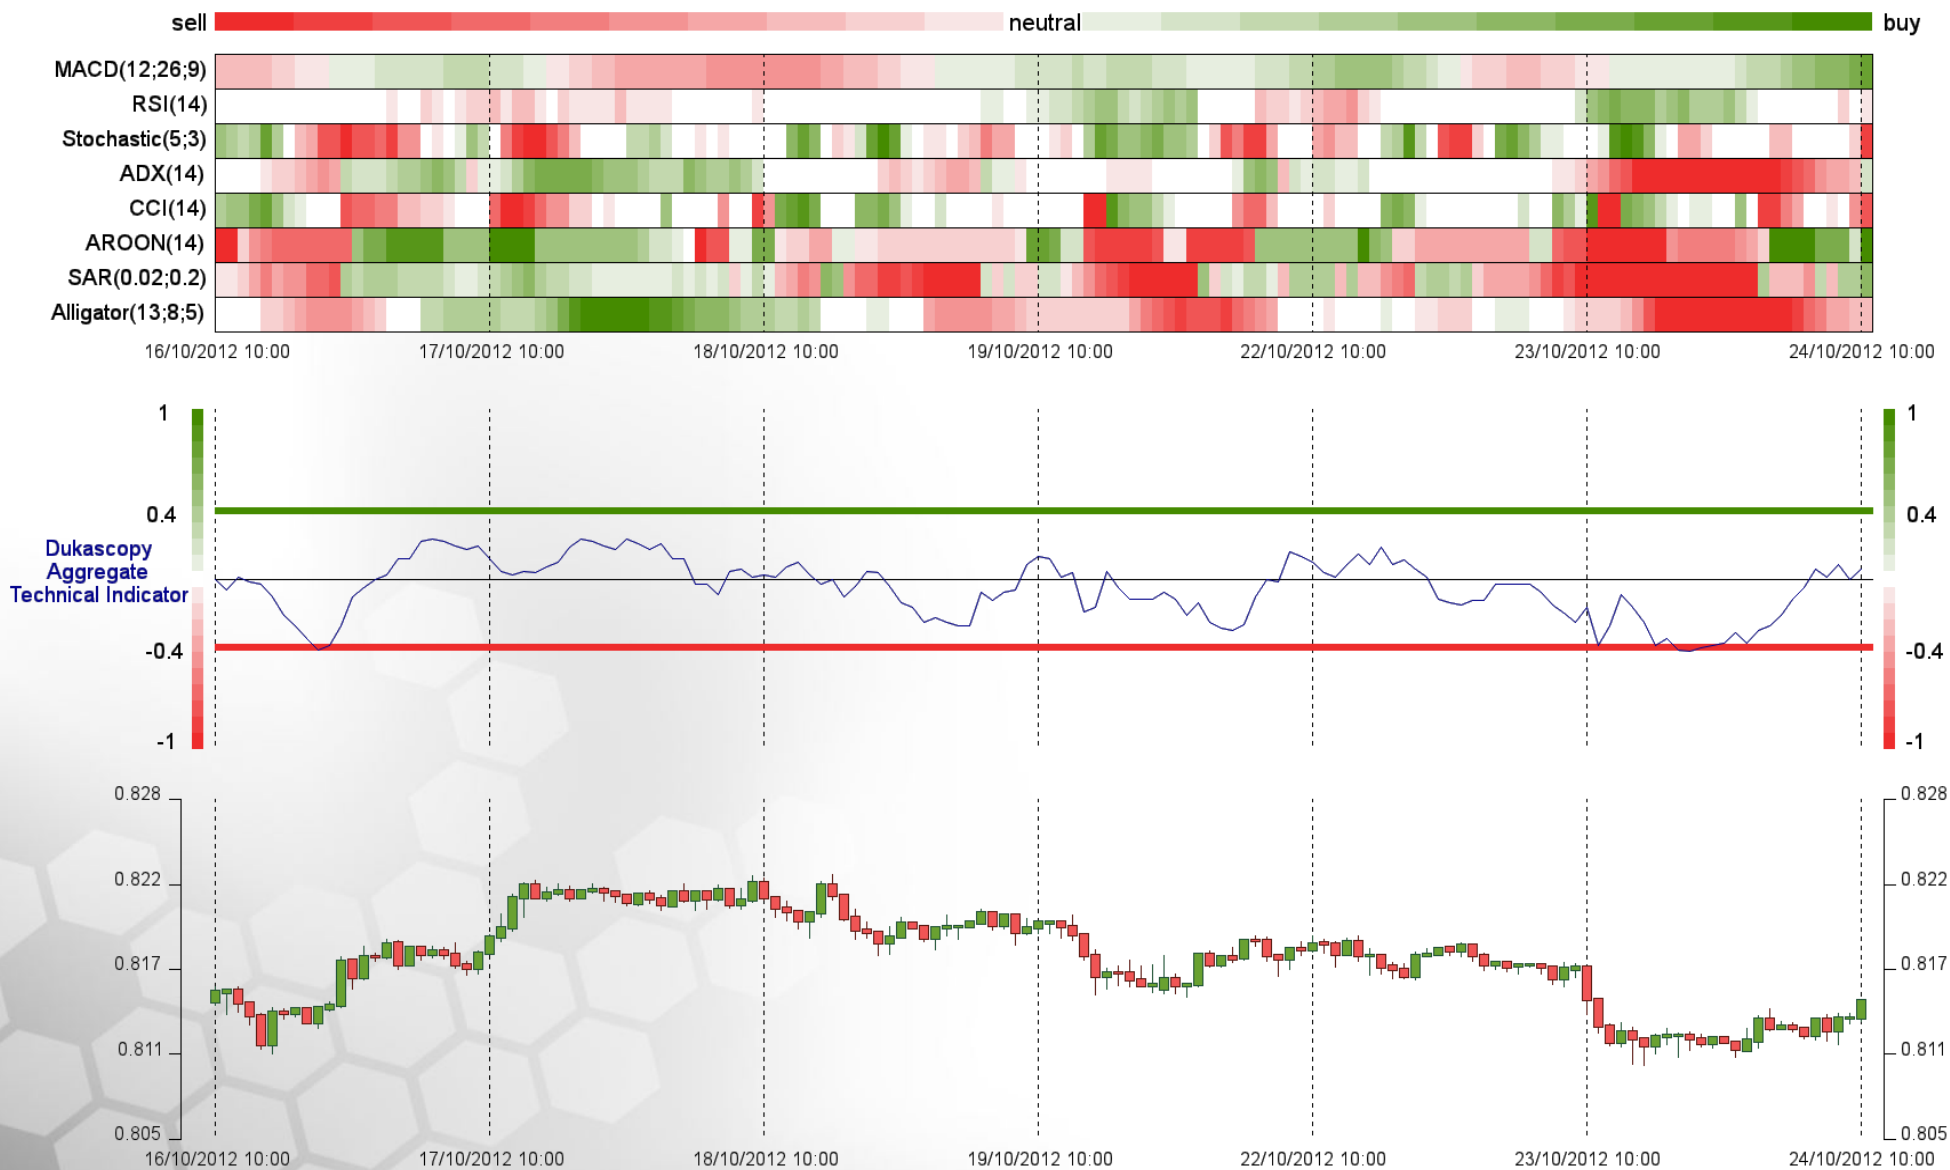 sell neutral buy
MACD(12;26;9)
RSI(14)
Stochastic(5;3)
ADX(14)
CCI(14)
AROON(14)
SAR(0.02;0.2)
Alligator(13;8;5)
16/10/2012 10:00 17/10/2012 10:00 18/10/2012 10:00 19/10/2012 10:00 22/10/2012 10:00 23/10/2012 10:00 24/10/2012 10:00
1 1
0.4 0.4
Dukascopy
Aggregate
Technical Indicator
-0.4 -0.4
-1 -1
0.828 0.828
0.822 0.822
0.817 0.817
0.811 0.811
0.805 0.805
16/10/2012 10:00 17/10/2012 10:00 18/10/2012 10:00 19/10/2012 10:00 22/10/2012 10:00 23/10/2012 10:00 24/10/2012 10:00